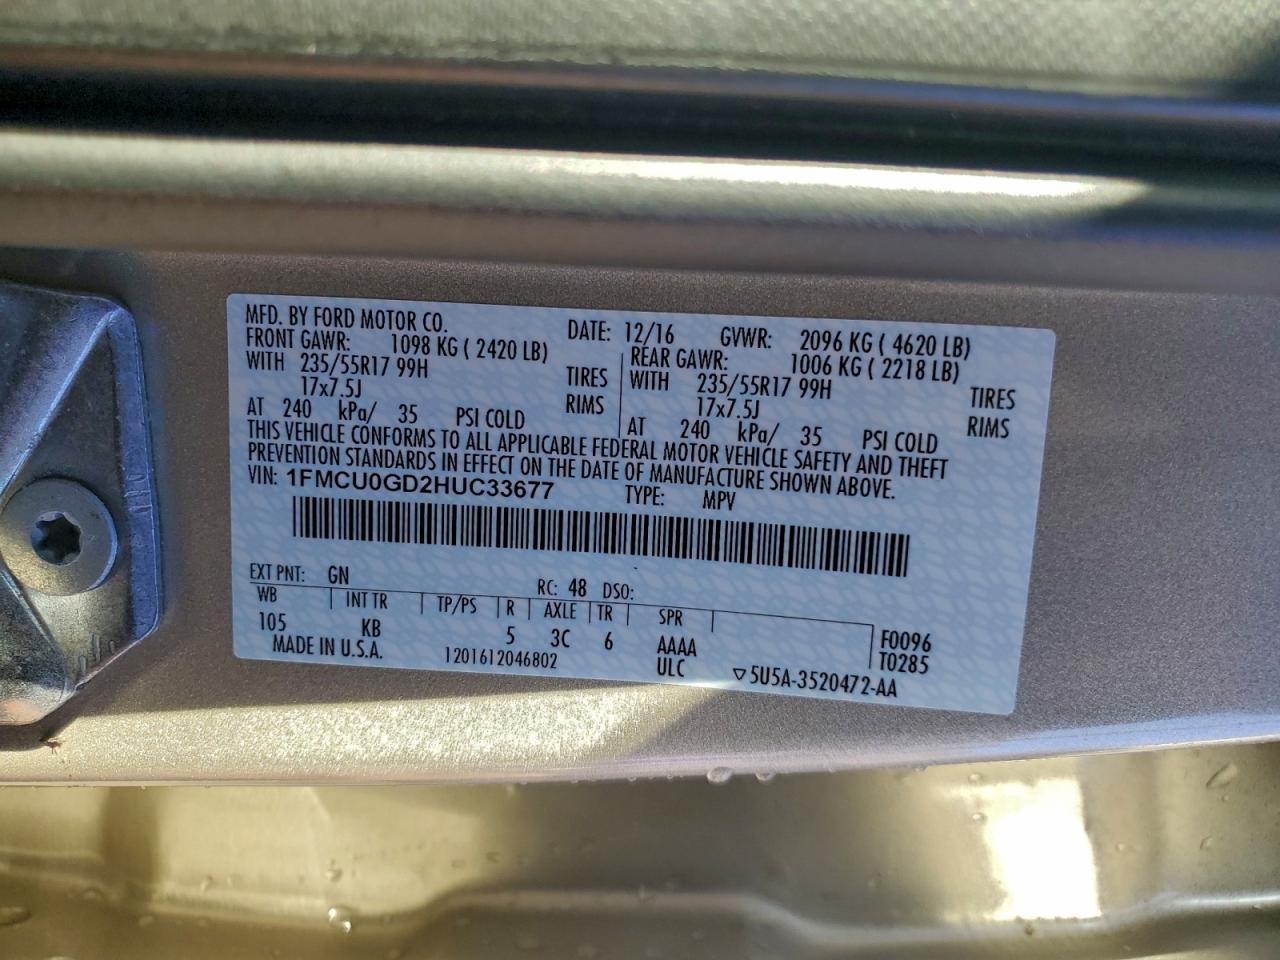 MFD. BY FORD MOTOR CO. DATE: 12/16 GVWR: 2096 KG ( 4620 LB)
FRONT GAWR: 1098 KG ( 2420 LB) REAR GAWR: 1006 KG ( 2218 LB)
WITH 235/55R17 99H TIRES WITH 235/55R17 99H TIRES
17x7.5J RIMS 17x7.5J RIMS
AT 240 kPa/ 35 PSI COLD AT 240 kPa/ 35 PSI COLD
THIS VEHICLE CONFORMS TO ALL APPLICABLE FEDERAL MOTOR VEHICLE SAFETY AND THEFT
PREVENTION STANDARDS IN EFFECT ON THE DATE OF MANUFACTURE SHOWN ABOVE.
VIN: 1FMCU0GD2HUC33677 TYPE: MPV
EXT PNT: GN RC: 48 DSO:
WB INT TR TP/PS R AXLE TR SPR
105 KB 5 3C 6 AAAA F0096
MADE IN U.S.A. 1201612046802 ULC 5U5A-3520472-AA T0285